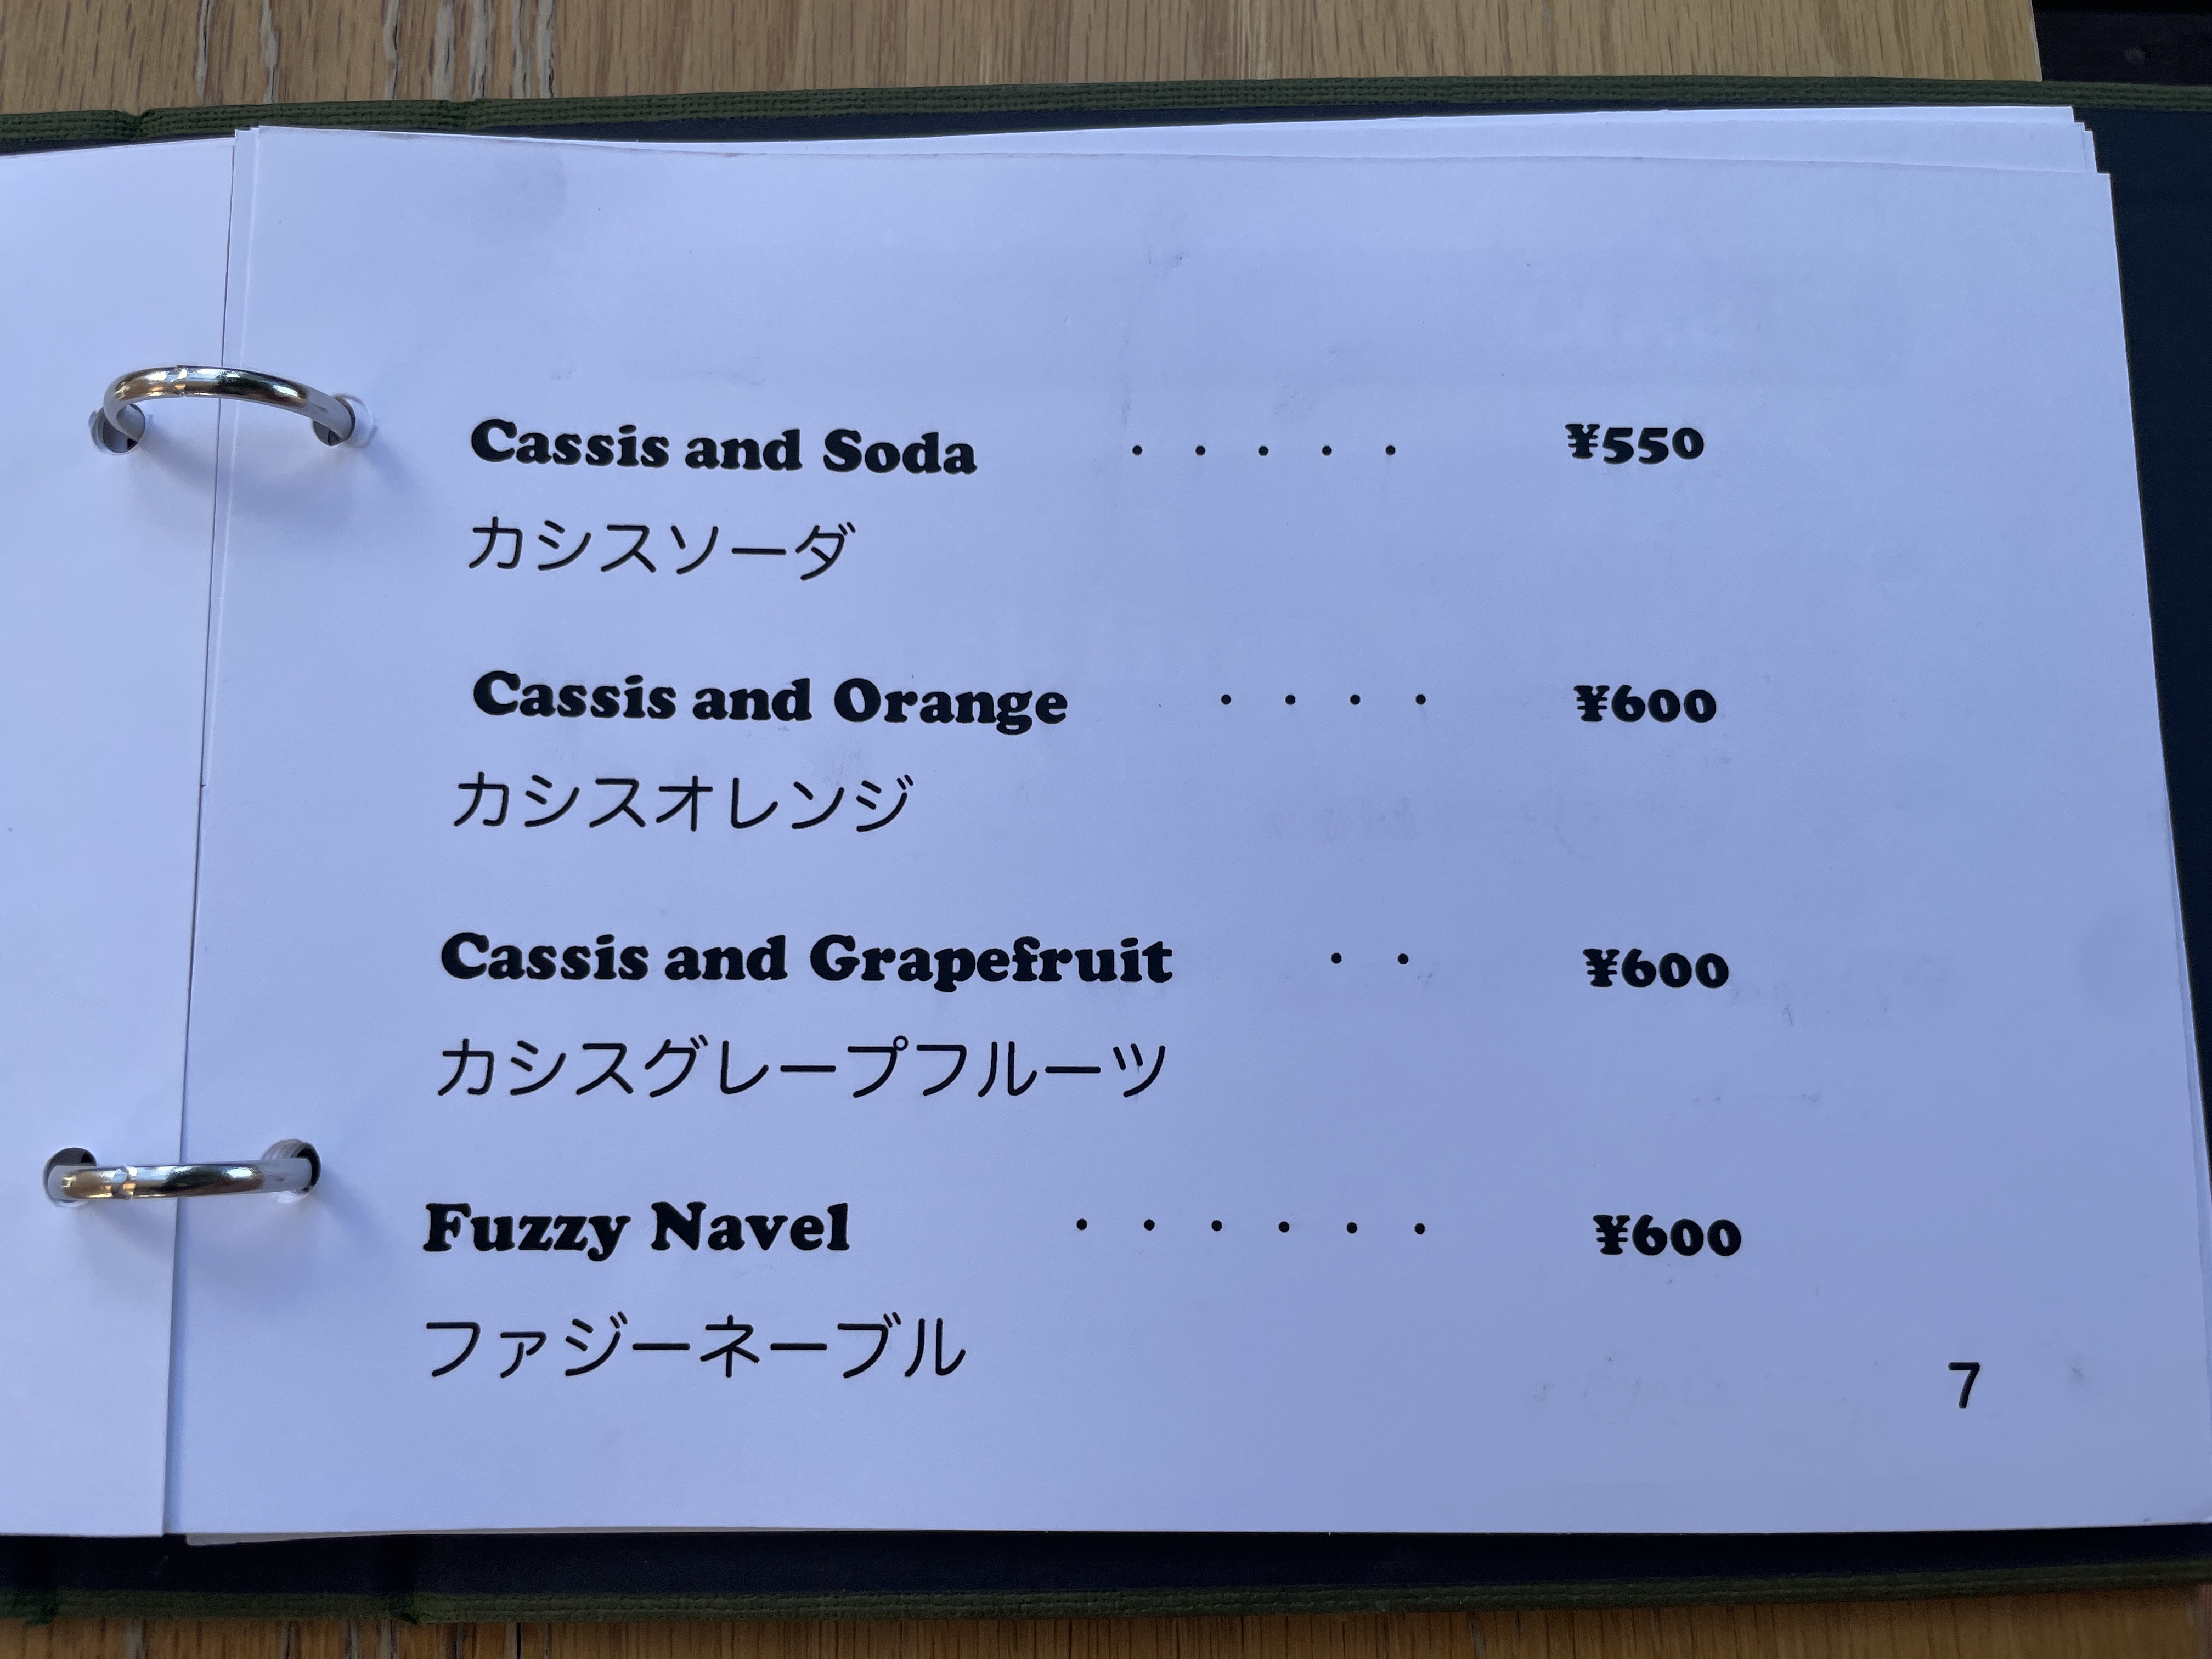 Cassis and Soda ・・・・・ ¥550
カシスソーダ
Cassis and Orange ・・・・ ¥600
カシスオレンジ
Cassis and Grapefruit ・・ ¥600
カシスグレープフルーツ
Fuzzy Navel ・・・・・・ ¥600
ファジーネーブル
7